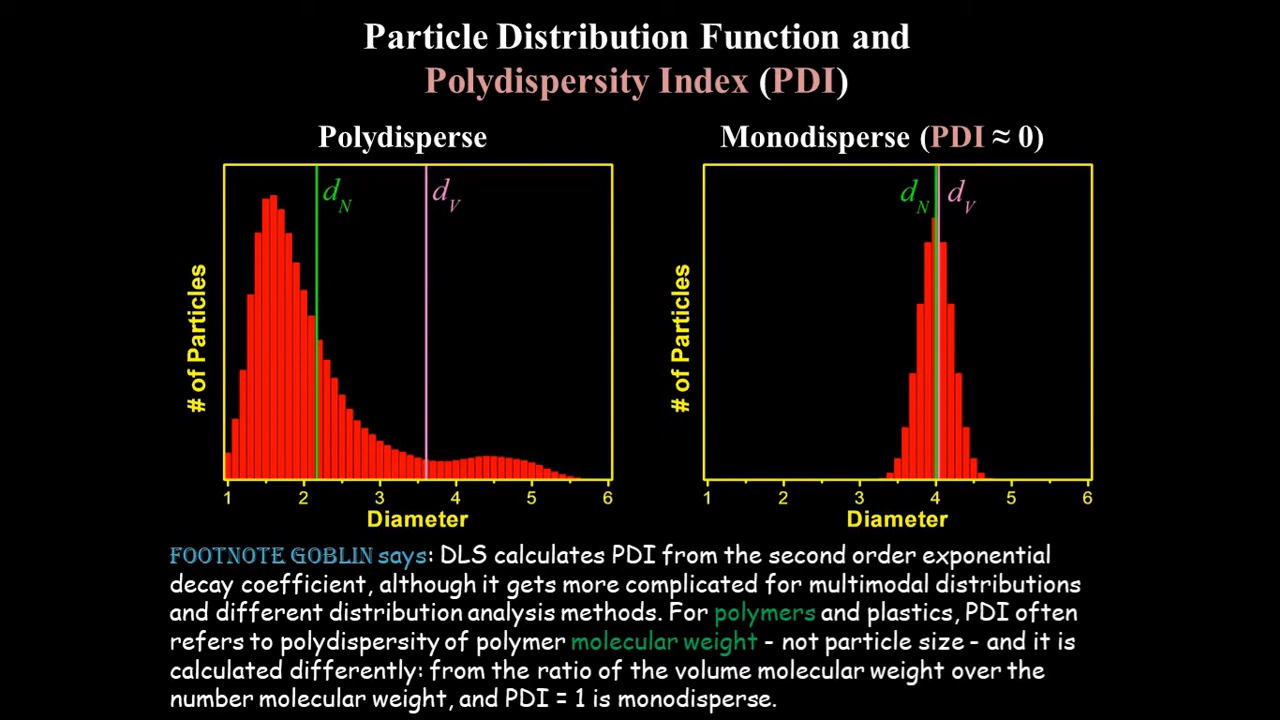 Particle Distribution Function and
Polydispersity Index (PDI)
Polydisperse
Monodisperse (PDI ≈ 0)
d_N
d_V
d_N
d_V
# of Particles
# of Particles
1 2 3 4 5 6
1 2 3 4 5 6
Diameter
Diameter
FOOTNOTE GOBLIN says: DLS calculates PDI from the second order exponential
decay coefficient, although it gets more complicated for multimodal distributions
and different distribution analysis methods. For polymers and plastics, PDI often
refers to polydispersity of polymer molecular weight - not particle size - and it is
calculated differently: from the ratio of the volume molecular weight over the
number molecular weight, and PDI = 1 is monodisperse.